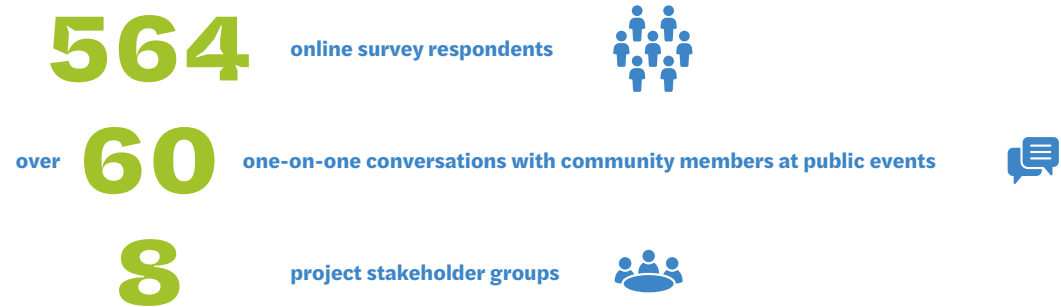 564 online survey respondents
over 60 one-on-one conversations with community members at public events
8 project stakeholder groups